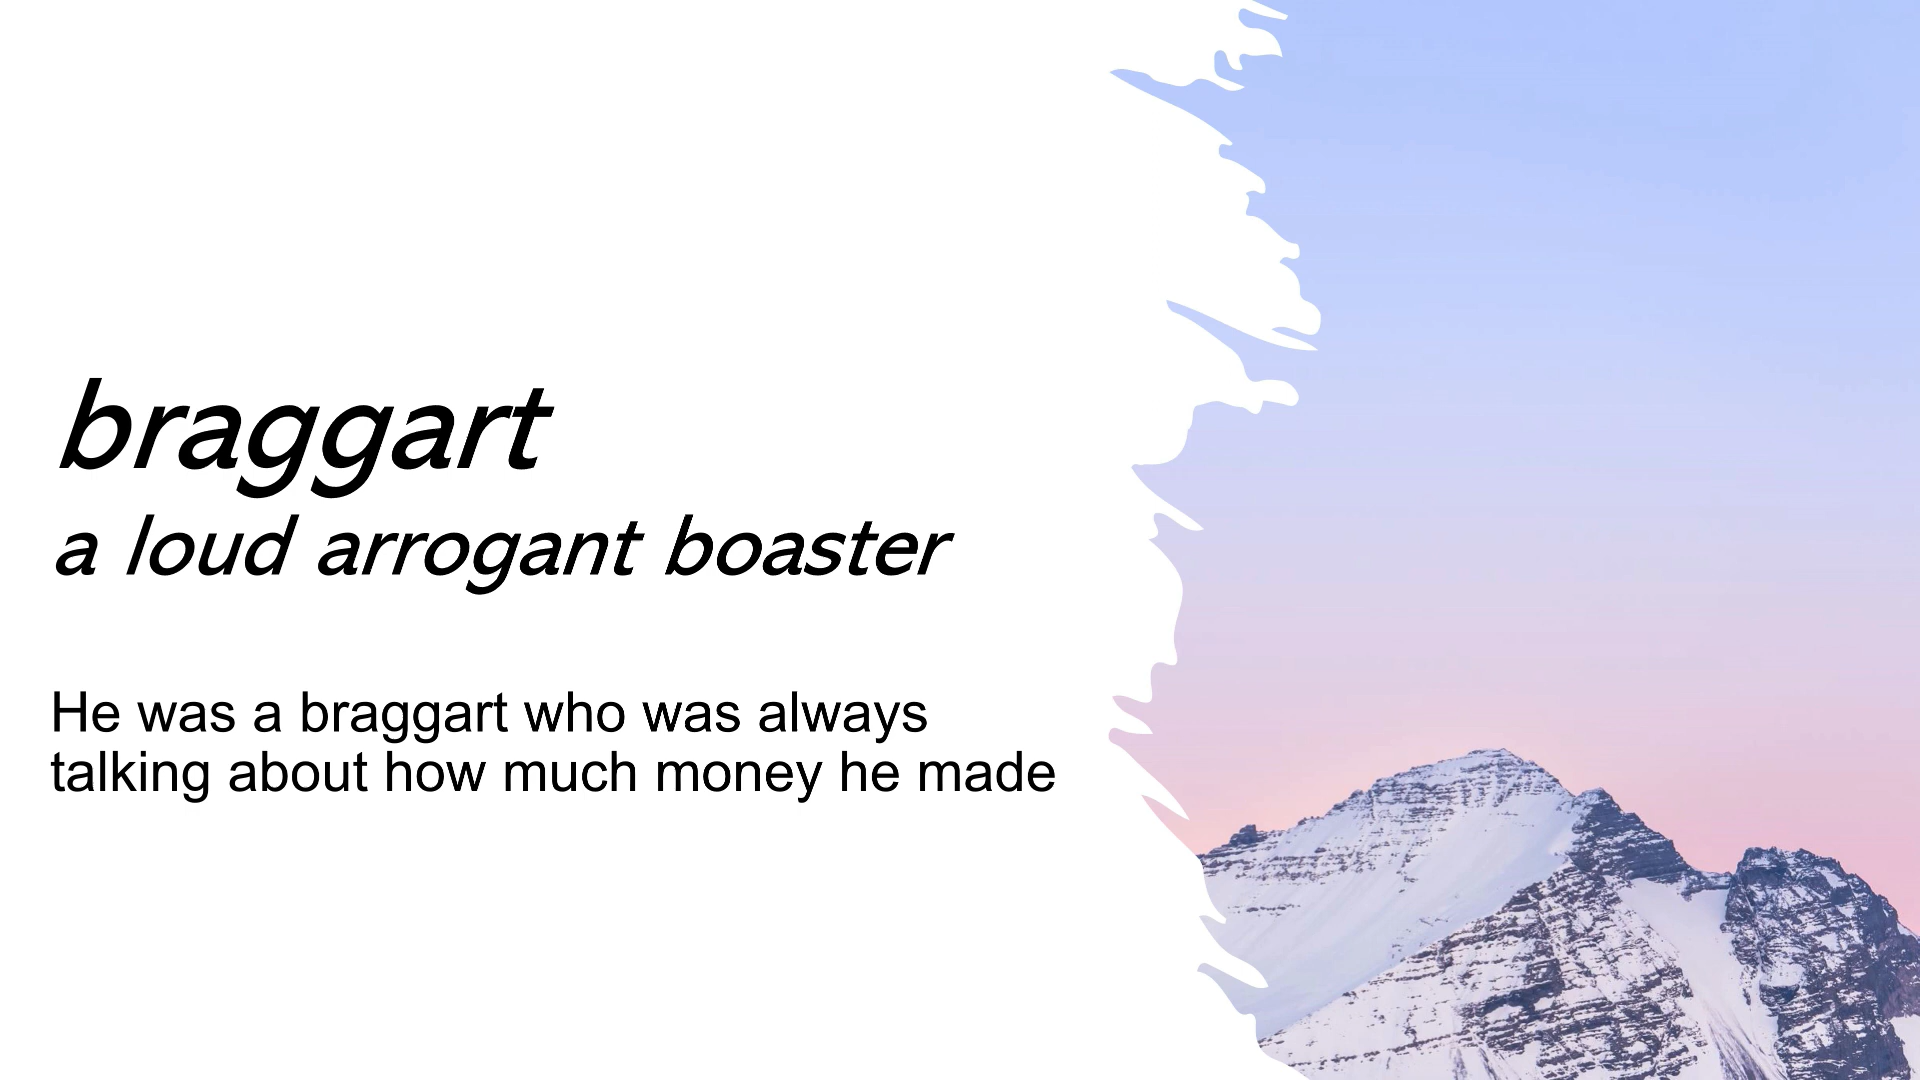 braggart
a loud arrogant boaster
He was a braggart who was always
talking about how much money he made